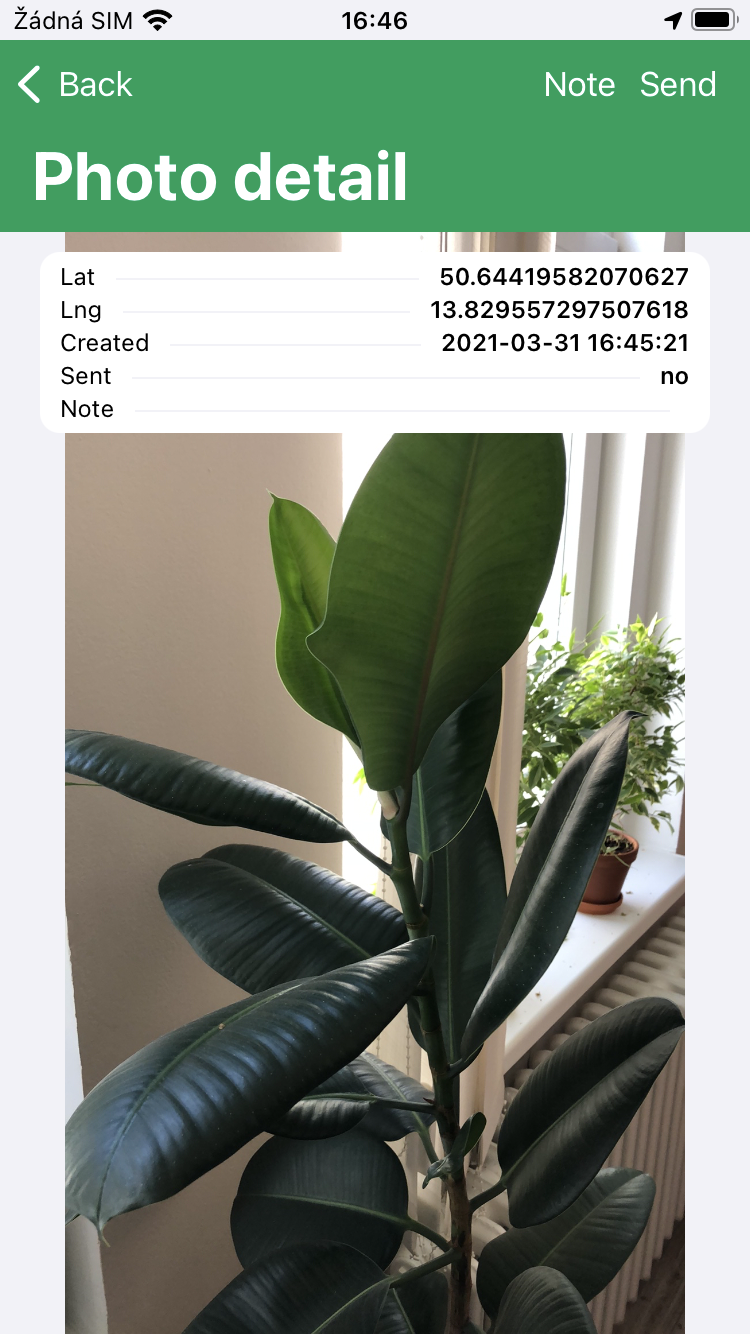 Žádná SIM 16:46
Back Note Send
Photo detail
Lat 50.64419582070627
Lng 13.829557297507618
Created 2021-03-31 16:45:21
Sent no
Note